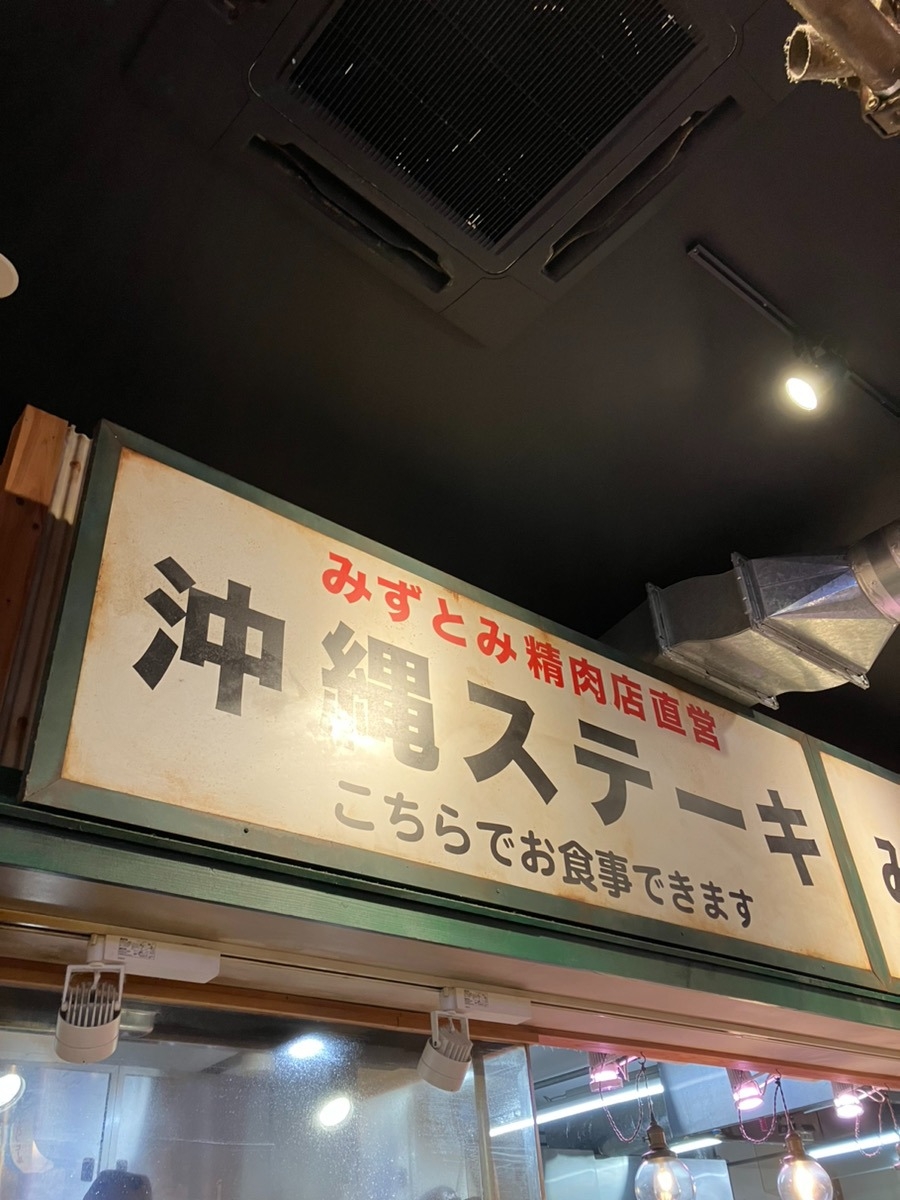 みずとみ精肉店直営
沖縄ステーキ
こちらでお食事できます
み